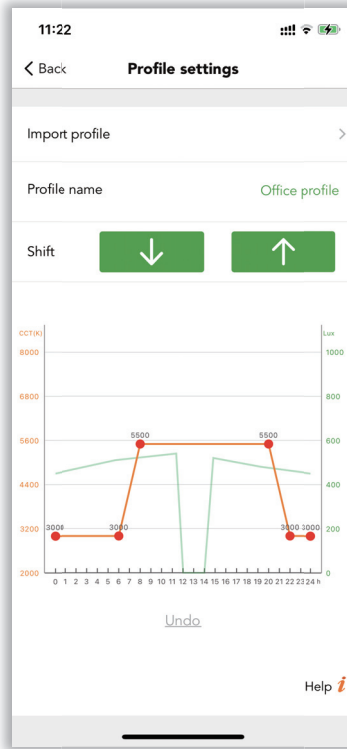 11:22
Back
Profile settings
Import profile
Profile name
Office profile
Shift
CCT(K)
Lux
8000
1000
6800
800
5500
5500
5600
600
4400
400
3000
3000
3000
3000
3200
200
2000
0
0 1 2 3 4 5 6 7 8 9 10 11 12 13 14 15 16 17 18 19 20 21 22 23 24 h
Undo
Help i